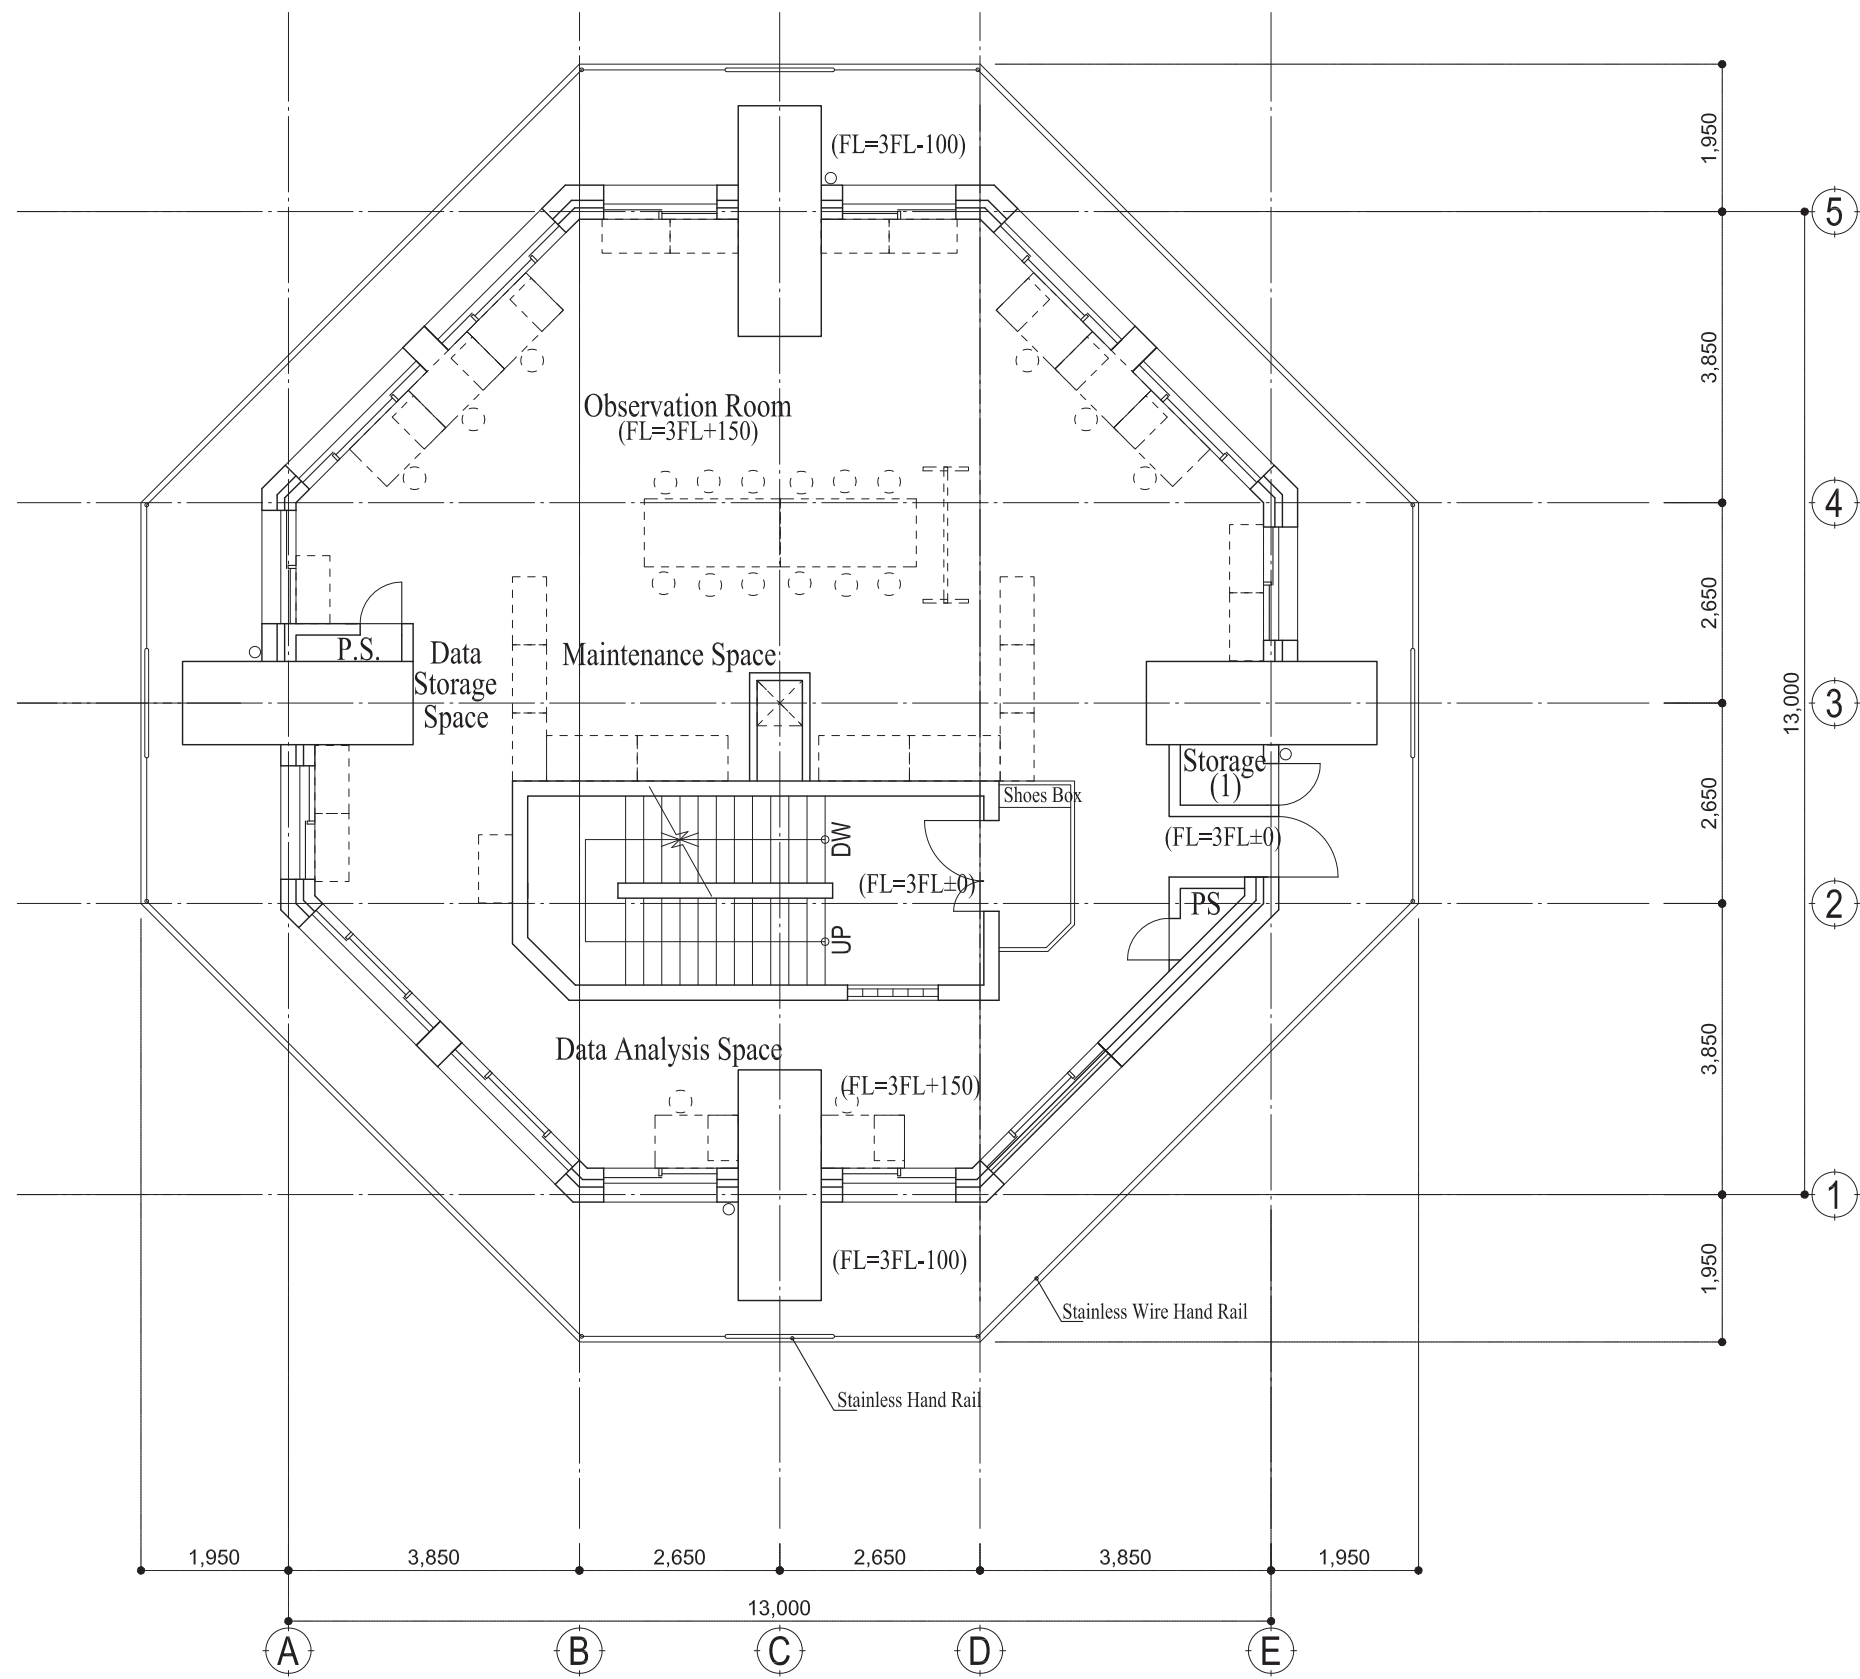 (FL=3FL-100)
1,950
5
3,850
Observation Room
(FL=3FL+150)
4
2,650
P.S.
Data
Storage
Space
Maintenance Space
13,000
3
Storage
(1)
Shoes Box
2,650
DW
(FL=3FL±0)
(FL=3FL±0)
PS
2
UP
Data Analysis Space
3,850
(FL=3FL+150)
1
(FL=3FL-100)
1,950
Stainless Wire Hand Rail
Stainless Hand Rail
1,950
3,850
2,650
2,650
3,850
1,950
13,000
A
B
C
D
E